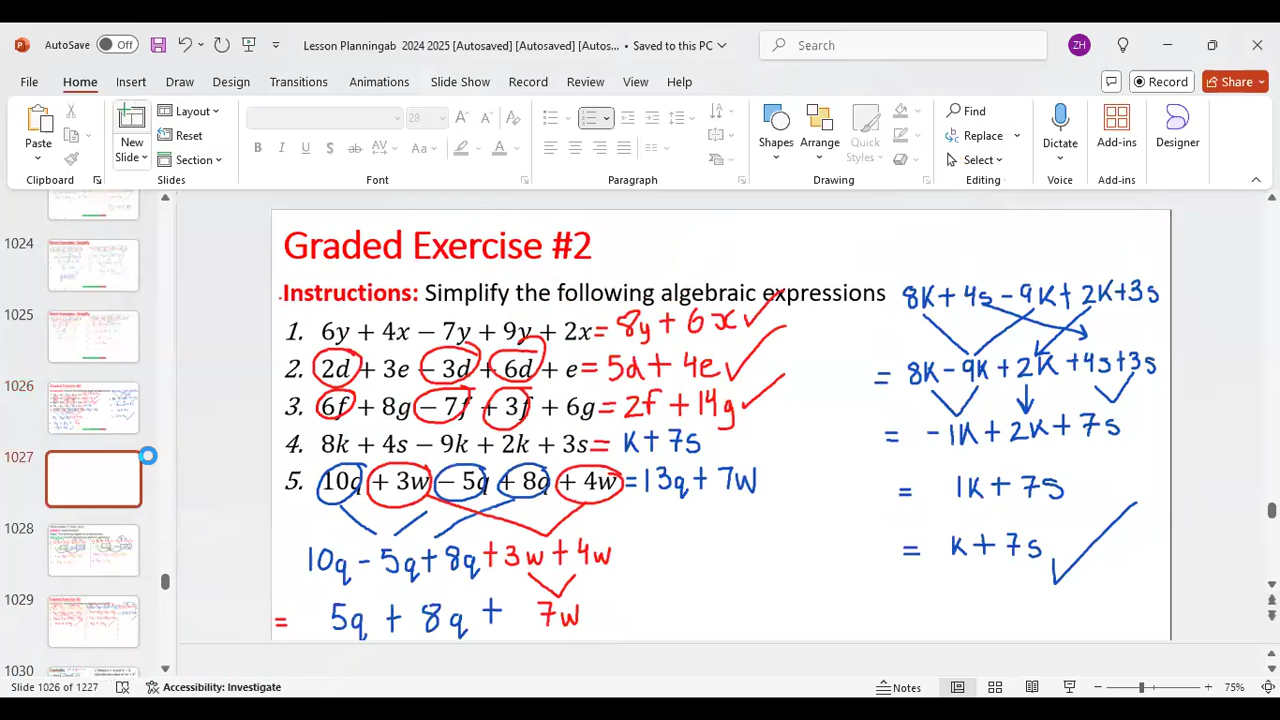 AutoSave Off Lesson Planningab 2024 2025 [Autosaved] [Autosaved] [Autos... • Saved to this PC Search ZH
File Home Insert Draw Design Transitions Animations Slide Show Record Review View Help Record Share
Paste New Slide Layout Reset Section 28 B I U S ab AV Aa A Shapes Arrange Quick Styles Find Replace Select Dictate Add-ins Designer
Clipboard Slides Font Paragraph Drawing Editing Voice Add-ins
1024
1025
1026
1027
1028
1029
1030
Graded Exercise #2
Instructions: Simplify the following algebraic expressions
1. 6y + 4x − 7y + 9y + 2x = 8y + 6x
2. 2d + 3e − 3d + 6d + e = 5d + 4e
3. 6f + 8g − 7f + 3f + 6g = 2f + 14g
4. 8k + 4s − 9k + 2k + 3s = k + 7s
5. 10q + 3w − 5q + 8q + 4w = 13q + 7w
10q − 5q + 8q + 3w + 4w
= 5q + 8q + 7w
8k + 4s − 9k + 2k + 3s
= 8k − 9k + 2k + 4s + 3s
= −1k + 2k + 7s
= 1k + 7s
= k + 7s
Slide 1026 of 1227 Accessibility: Investigate Notes 75%